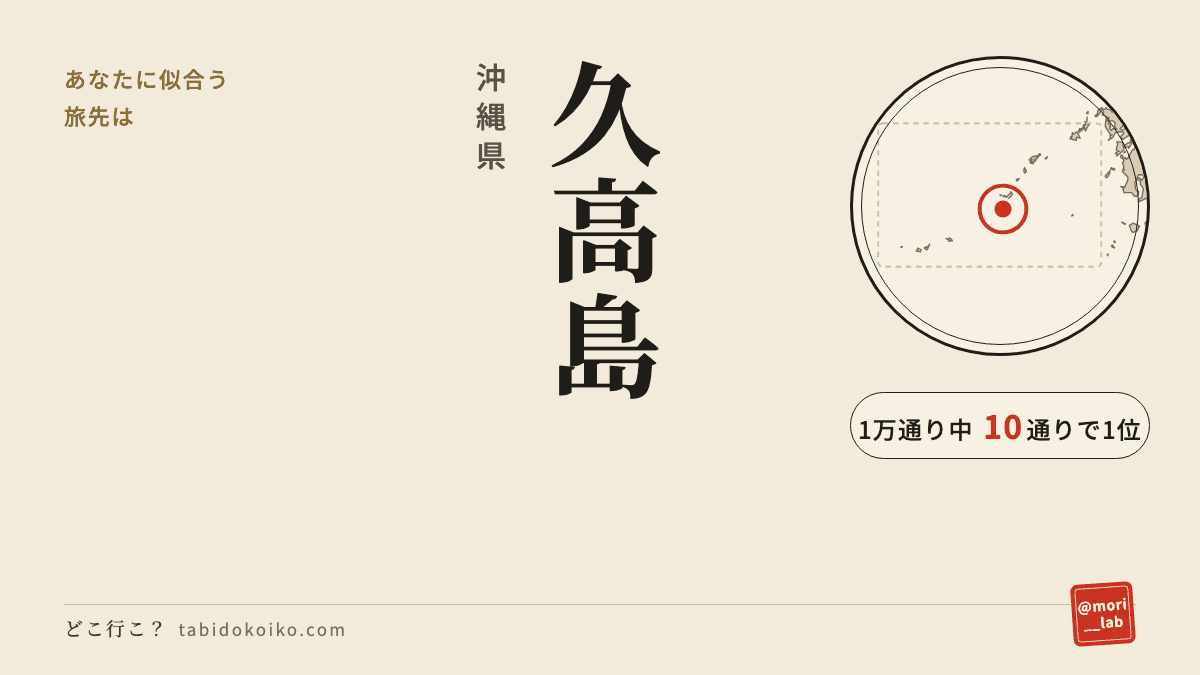 あなたに似合う
旅先は
沖縄県
久高島
1万通り中 10通りで1位
どこ行こ？ tabidokoiko.com
@mori
__lab